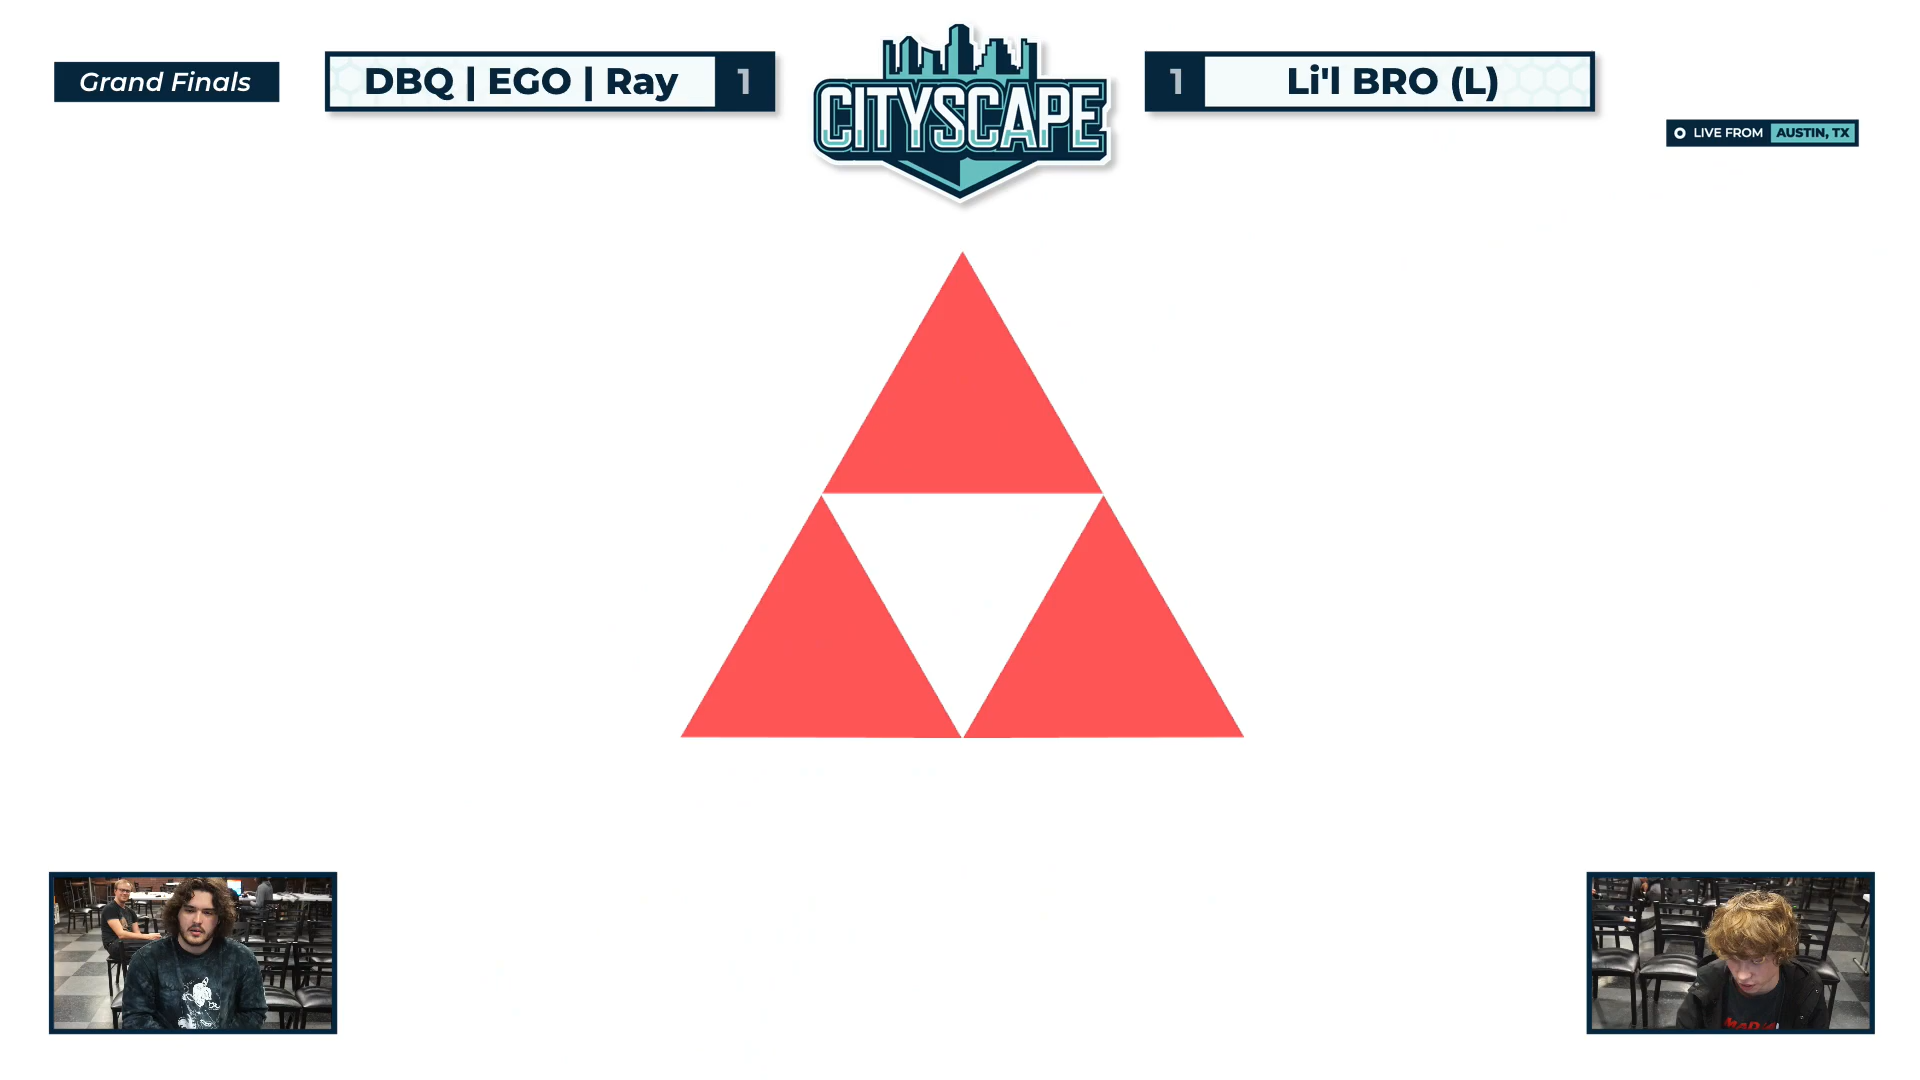 Grand Finals
DBQ | EGO | Ray 1
CITYSCAPE
1 Li'l BRO (L)
LIVE FROM AUSTIN, TX